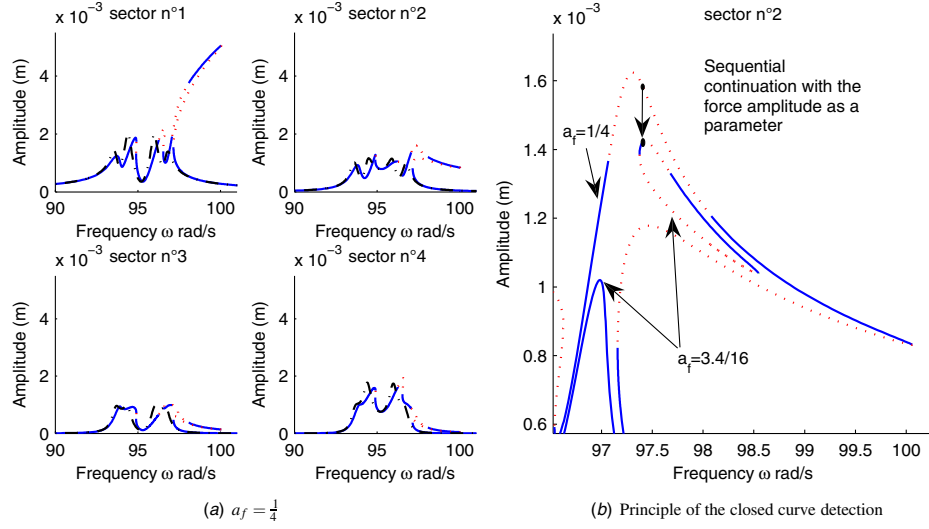 x 10⁻³ sector n°1
Amplitude (m)
4
2
0
90
95
100
Frequency ω rad/s
x 10⁻³ sector n°2
Amplitude (m)
4
2
0
90
95
100
Frequency ω rad/s
x 10⁻³ sector n°3
Amplitude (m)
4
2
0
90
95
100
Frequency ω rad/s
x 10⁻³ sector n°4
Amplitude (m)
4
2
0
90
95
100
Frequency ω rad/s
(a) a_f = 1/4
x 10⁻³
sector n°2
Amplitude (m)
1.6
1.4
1.2
1
0.8
0.6
Sequential
continuation with the
force amplitude as a
parameter
a_f=1/4
a_f=3.4/16
97
97.5
98
98.5
99
99.5
100
Frequency ω rad/s
(b) Principle of the closed curve detection